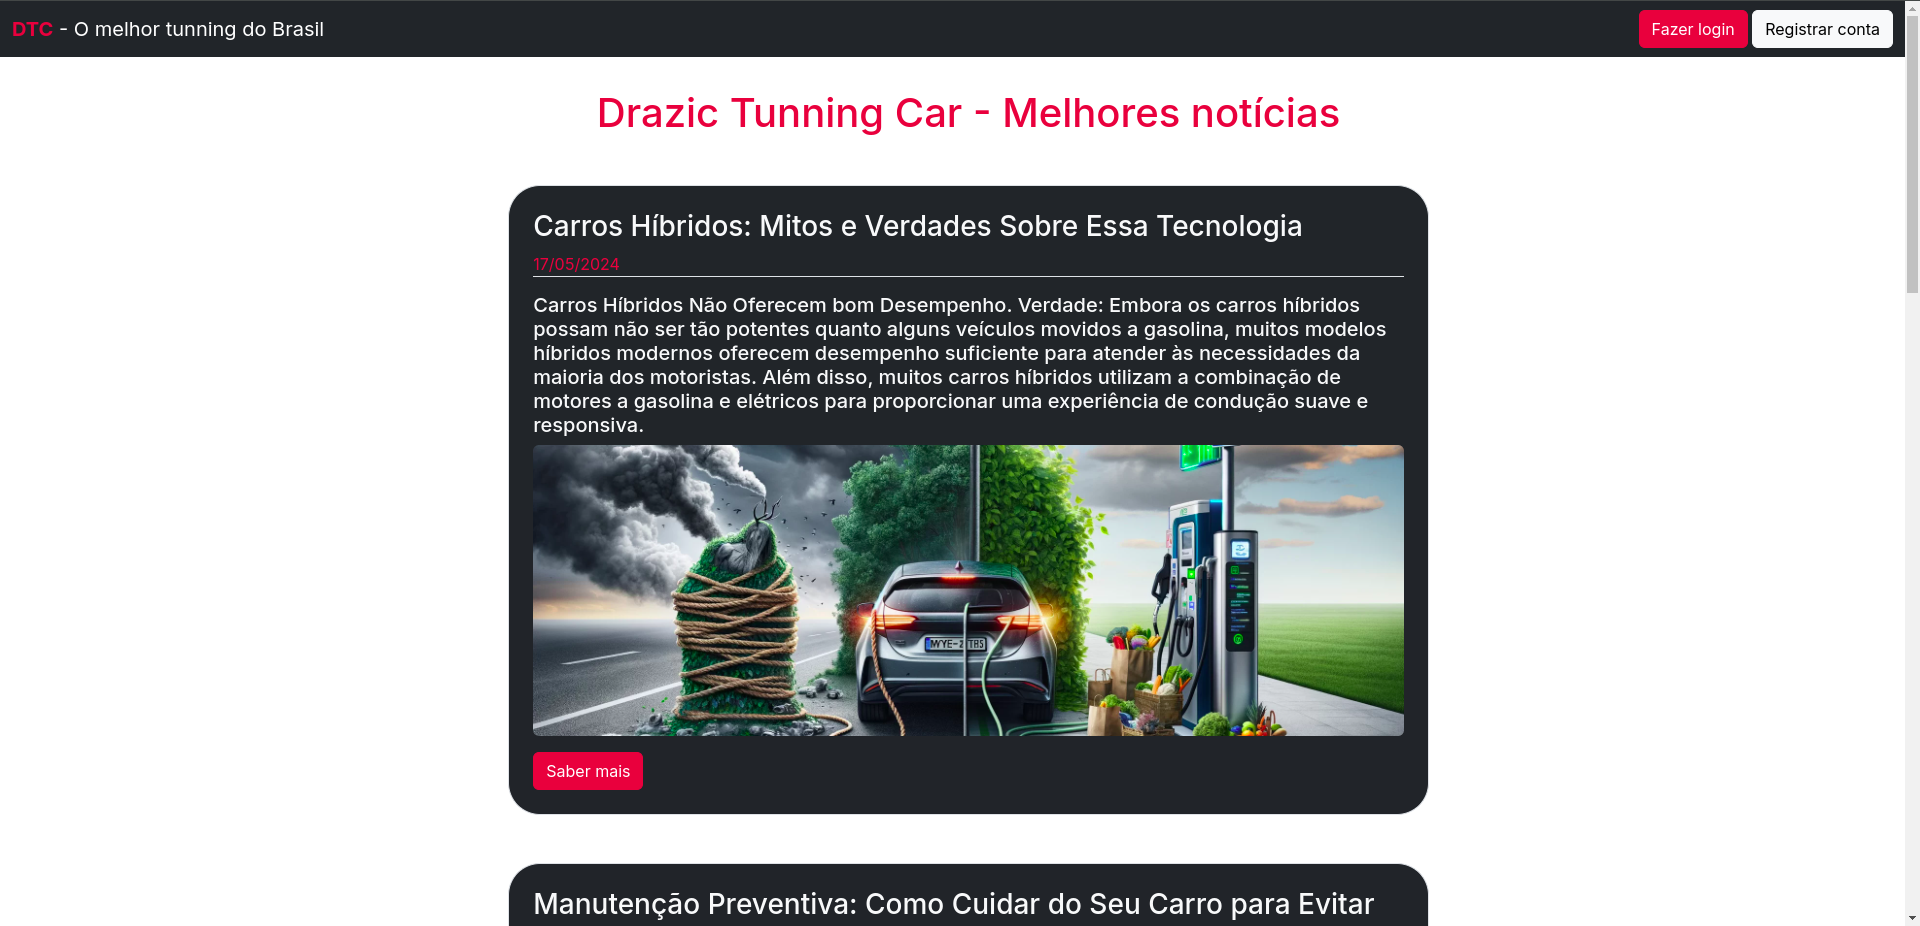 DTC - O melhor tunning do Brasil
Fazer login
Registrar conta
Drazic Tunning Car - Melhores notícias
Carros Híbridos: Mitos e Verdades Sobre Essa Tecnologia
17/05/2024
Carros Híbridos Não Oferecem bom Desempenho. Verdade: Embora os carros híbridos
possam não ser tão potentes quanto alguns veículos movidos a gasolina, muitos modelos
híbridos modernos oferecem desempenho suficiente para atender às necessidades da
maioria dos motoristas. Além disso, muitos carros híbridos utilizam a combinação de
motores a gasolina e elétricos para proporcionar uma experiência de condução suave e
responsiva.
Saber mais
Manutenção Preventiva: Como Cuidar do Seu Carro para Evitar